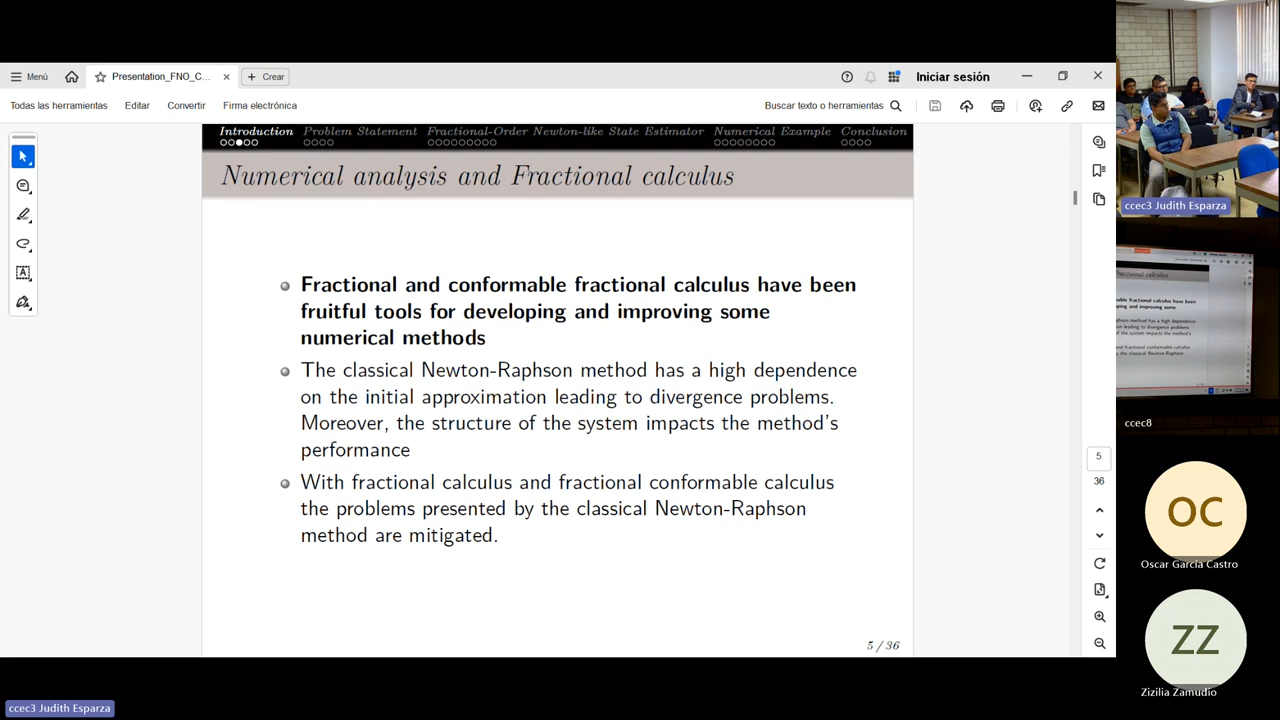 Menú
Presentation_FNO_C...
Crear
Iniciar sesión
Todas las herramientas
Editar
Convertir
Firma electrónica
Buscar texto o herramientas
Introduction
Problem Statement
Fractional-Order Newton-like State Estimator
Numerical Example
Conclusion
Numerical analysis and Fractional calculus
Fractional and conformable fractional calculus have been
fruitful tools for developing and improving some
numerical methods
The classical Newton-Raphson method has a high dependence
on the initial approximation leading to divergence problems.
Moreover, the structure of the system impacts the method's
performance
With fractional calculus and fractional conformable calculus
the problems presented by the classical Newton-Raphson
method are mitigated.
5 / 36
5
36
ccec3 Judith Esparza
ccec8
OC
Oscar García Castro
ZZ
Zizilia Zamudio
ccec3 Judith Esparza